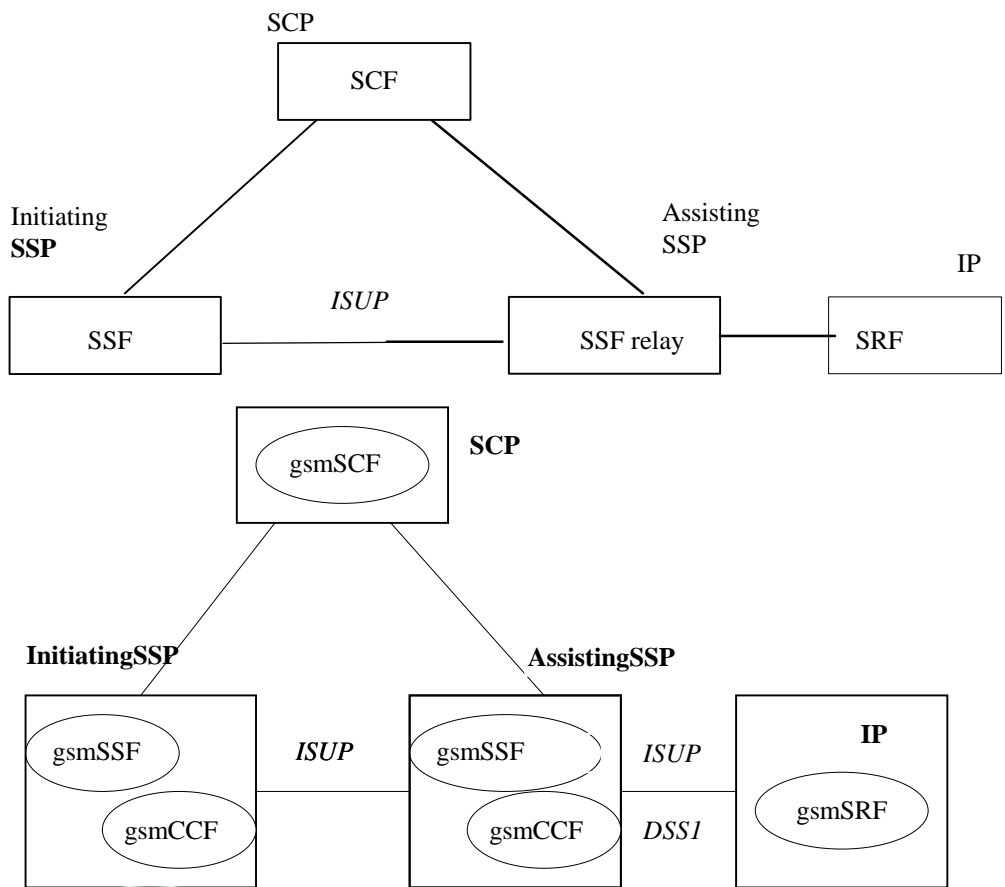 SCP
SCF
Initiating
SSP
Assisting
SSP
IP
ISUP
SSF
SSF relay
SRF
SCP
gsmSCF
InitiatingSSP
AssistingSSP
IP
gsmSSF
ISUP
gsmSSF
ISUP
gsmSRF
gsmCCF
gsmCCF
DSS1